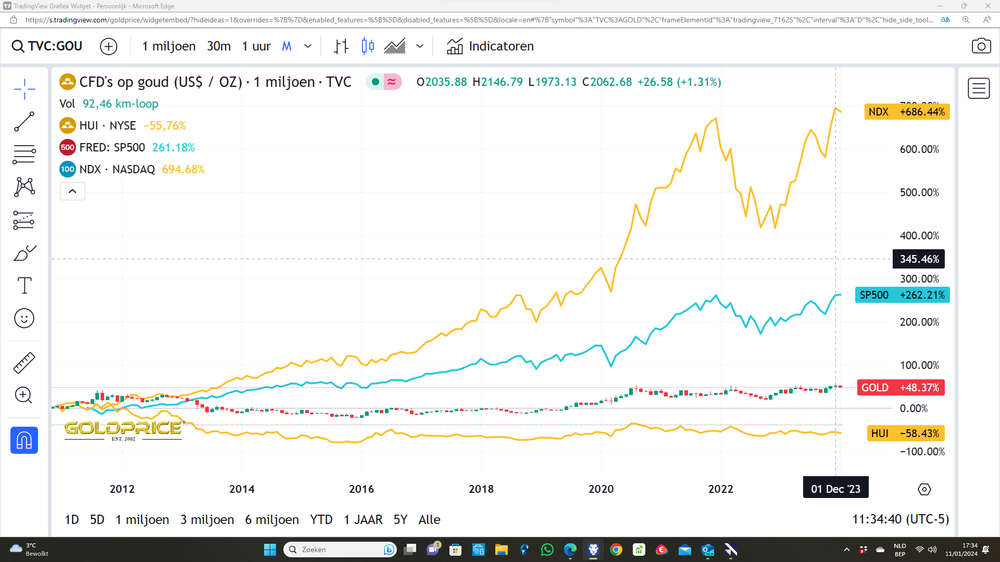 TradingView Grafiek Widget - Persoonlijk - Microsoft Edge
https://s.tradingview.com/goldprice/widgetembed/?hideideas=1&overrides=%7B%7D&enabled_features=%5B%5D&disabled_features=%5B%5D&locale=en#%7B"symbol"%3A"TVC%3AGOLD"%2C"frameElementId"%3A"tradingview_71625"%2C"interval"%3A"D"%2C"hide_side_tool...
TVC:GOU 1 miljoen 30m 1 uur M Indicatoren
CFD's op goud (US$ / OZ) · 1 miljoen · TVC O2035.88 H2146.79 L1973.13 C2062.68 +26.58 (+1.31%)
Vol 92,46 km-loop
HUI · NYSE −55,76%
500 FRED: SP500 261.18%
100 NDX · NASDAQ 694.68%
NDX +686.44%
600.00%
500.00%
400.00%
345.46%
300.00%
SP500 +262.21%
200.00%
100.00%
GOLD +48.37%
0.00%
HUI −58.43%
−100.00%
GOLDPRICE®
EST. 2002
2012 2014 2016 2018 2020 2022 01 Dec '23
1D 5D 1 miljoen 3 miljoen 6 miljoen YTD 1 JAAR 5Y Alle 11:34:40 (UTC-5)
3°C
Bewolkt
Zoeken
1
NEW
NLD
BEP
17:34
11/01/2024